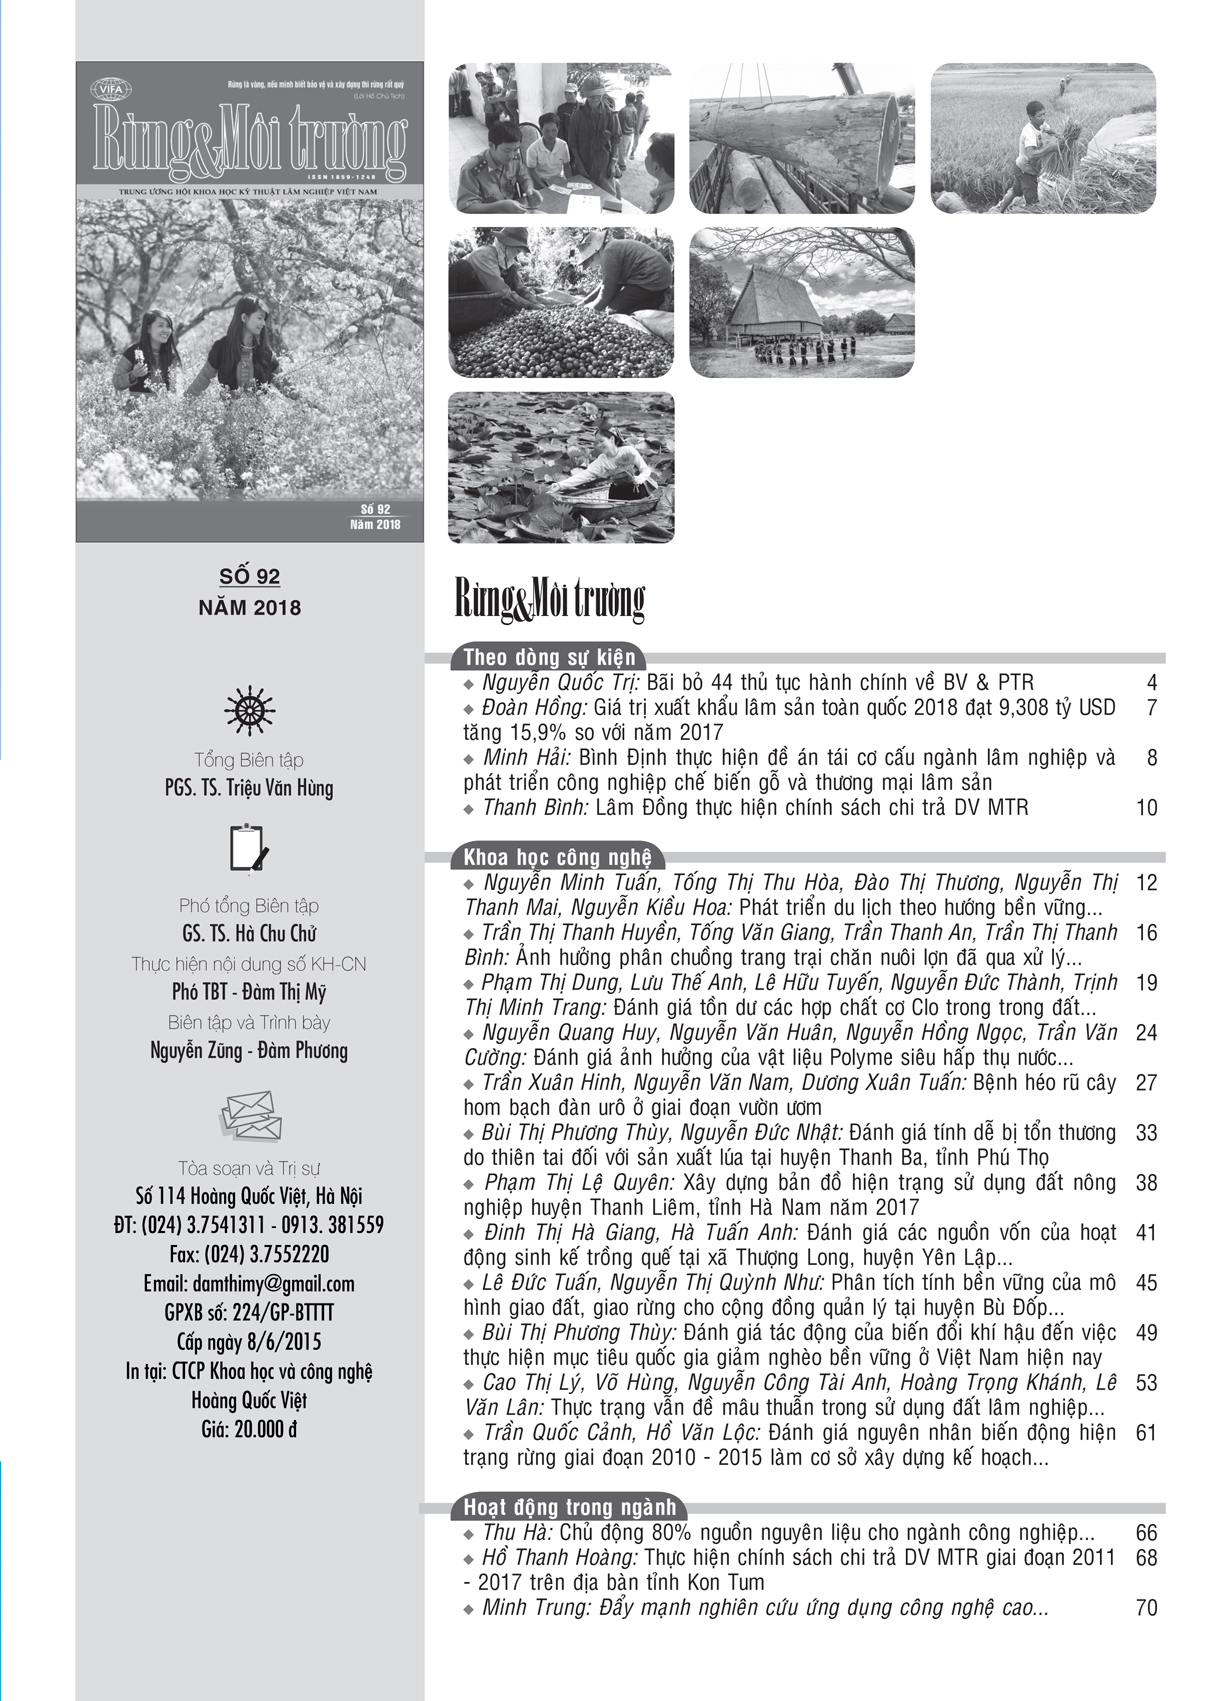 VIFA
Rừng là vàng, nếu mình biết bảo vệ và xây dựng thì rừng rất quý
(Lời Hồ Chủ Tịch)
Rừng&Môi trường
ISSN 1859-1248
TRUNG ƯƠNG HỘI KHOA HỌC KỸ THUẬT LÂM NGHIỆP VIỆT NAM
Số 92
Năm 2018
SỐ 92
NĂM 2018
Tổng Biên tập
PGS. TS. Triệu Văn Hùng
Phó tổng Biên tập
GS. TS. Hà Chu Chử
Thực hiện nội dung số KH-CN
Phó TBT - Đàm Thị Mỹ
Biên tập và Trình bày
Nguyễn Zũng - Đàm Phương
Tòa soạn và Trị sự
Số 114 Hoàng Quốc Việt, Hà Nội
ĐT: (024) 3.7541311 - 0913. 381559
Fax: (024) 3.7552220
Email: damthimy@gmail.com
GPXB số: 224/GP-BTTTT
Cấp ngày 8/6/2015
In tại: CTCP Khoa học và công nghệ
Hoàng Quốc Việt
Giá: 20.000 đ
Rừng&Môi trường
Theo dòng sự kiện
◆ Nguyễn Quốc Trị: Bãi bỏ 44 thủ tục hành chính về BV & PTR 4
◆ Đoàn Hồng: Giá trị xuất khẩu lâm sản toàn quốc 2018 đạt 9,308 tỷ USD 7
tăng 15,9% so với năm 2017
◆ Minh Hải: Bình Định thực hiện đề án tái cơ cấu ngành lâm nghiệp và 8
phát triển công nghiệp chế biến gỗ và thương mại lâm sản
◆ Thanh Bình: Lâm Đồng thực hiện chính sách chi trả DV MTR 10
Khoa học công nghệ
◆ Nguyễn Minh Tuấn, Tống Thị Thu Hòa, Đào Thị Thương, Nguyễn Thị 12
Thanh Mai, Nguyễn Kiều Hoa: Phát triển du lịch theo hướng bền vững...
◆ Trần Thị Thanh Huyền, Tống Văn Giang, Trần Thanh An, Trần Thị Thanh 16
Bình: Ảnh hưởng phân chuồng trang trại chăn nuôi lợn đã qua xử lý...
◆ Phạm Thị Dung, Lưu Thế Anh, Lê Hữu Tuyến, Nguyễn Đức Thành, Trịnh 19
Thị Minh Trang: Đánh giá tồn dư các hợp chất cơ Clo trong trong đất...
◆ Nguyễn Quang Huy, Nguyễn Văn Huân, Nguyễn Hồng Ngọc, Trần Văn 24
Cường: Đánh giá ảnh hưởng của vật liệu Polyme siêu hấp thụ nước...
◆ Trần Xuân Hinh, Nguyễn Văn Nam, Dương Xuân Tuấn: Bệnh héo rũ cây 27
hom bạch đàn urô ở giai đoạn vườn ươm
◆ Bùi Thị Phương Thùy, Nguyễn Đức Nhật: Đánh giá tính dễ bị tổn thương 33
do thiên tai đối với sản xuất lúa tại huyện Thanh Ba, tỉnh Phú Thọ
◆ Phạm Thị Lệ Quyên: Xây dựng bản đồ hiện trạng sử dụng đất nông 38
nghiệp huyện Thanh Liêm, tỉnh Hà Nam năm 2017
◆ Đinh Thị Hà Giang, Hà Tuấn Anh: Đánh giá các nguồn vốn của hoạt 41
động sinh kế trồng quế tại xã Thượng Long, huyện Yên Lập...
◆ Lê Đức Tuấn, Nguyễn Thị Quỳnh Như: Phân tích tính bền vững của mô 45
hình giao đất, giao rừng cho cộng đồng quản lý tại huyện Bù Đốp...
◆ Bùi Thị Phương Thùy: Đánh giá tác động của biến đổi khí hậu đến việc 49
thực hiện mục tiêu quốc gia giảm nghèo bền vững ở Việt Nam hiện nay
◆ Cao Thị Lý, Võ Hùng, Nguyễn Công Tài Anh, Hoàng Trọng Khánh, Lê 53
Văn Lân: Thực trạng vẫn đề mâu thuẫn trong sử dụng đất lâm nghiệp...
◆ Trần Quốc Cảnh, Hồ Văn Lộc: Đánh giá nguyên nhân biến động hiện 61
trạng rừng giai đoạn 2010 - 2015 làm cơ sở xây dựng kế hoạch...
Hoạt động trong ngành
◆ Thu Hà: Chủ động 80% nguồn nguyên liệu cho ngành công nghiệp... 66
◆ Hồ Thanh Hoàng: Thực hiện chính sách chi trả DV MTR giai đoạn 2011 68
- 2017 trên địa bàn tỉnh Kon Tum
◆ Minh Trung: Đẩy mạnh nghiên cứu ứng dụng công nghệ cao... 70